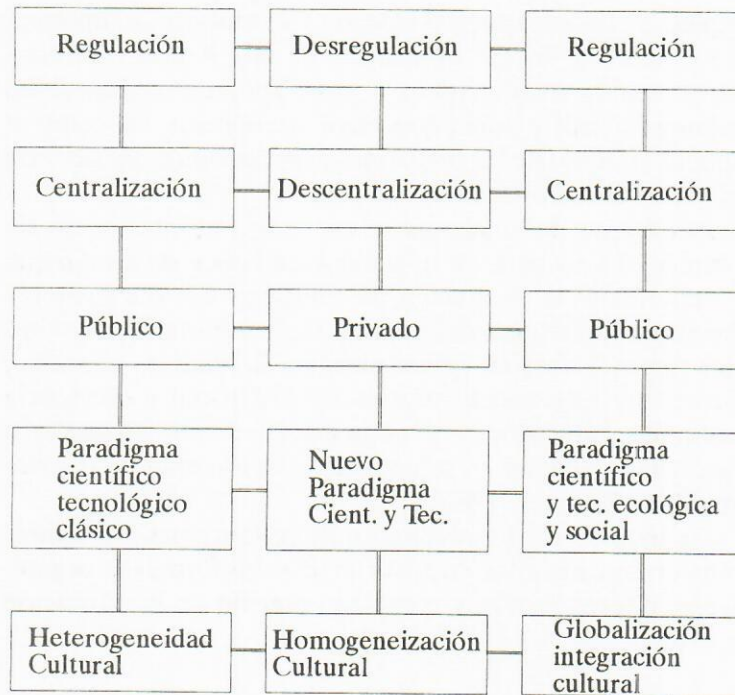 Regulación
Desregulación
Regulación
Centralización
Descentralización
Centralización
Público
Privado
Público
Paradigma
científico
tecnológico
clásico
Nuevo
Paradigma
Cient. y Tec.
Paradigma
científico
y tec. ecológica
y social
Heterogeneidad
Cultural
Homogeneización
Cultural
Globalización
integración
cultural